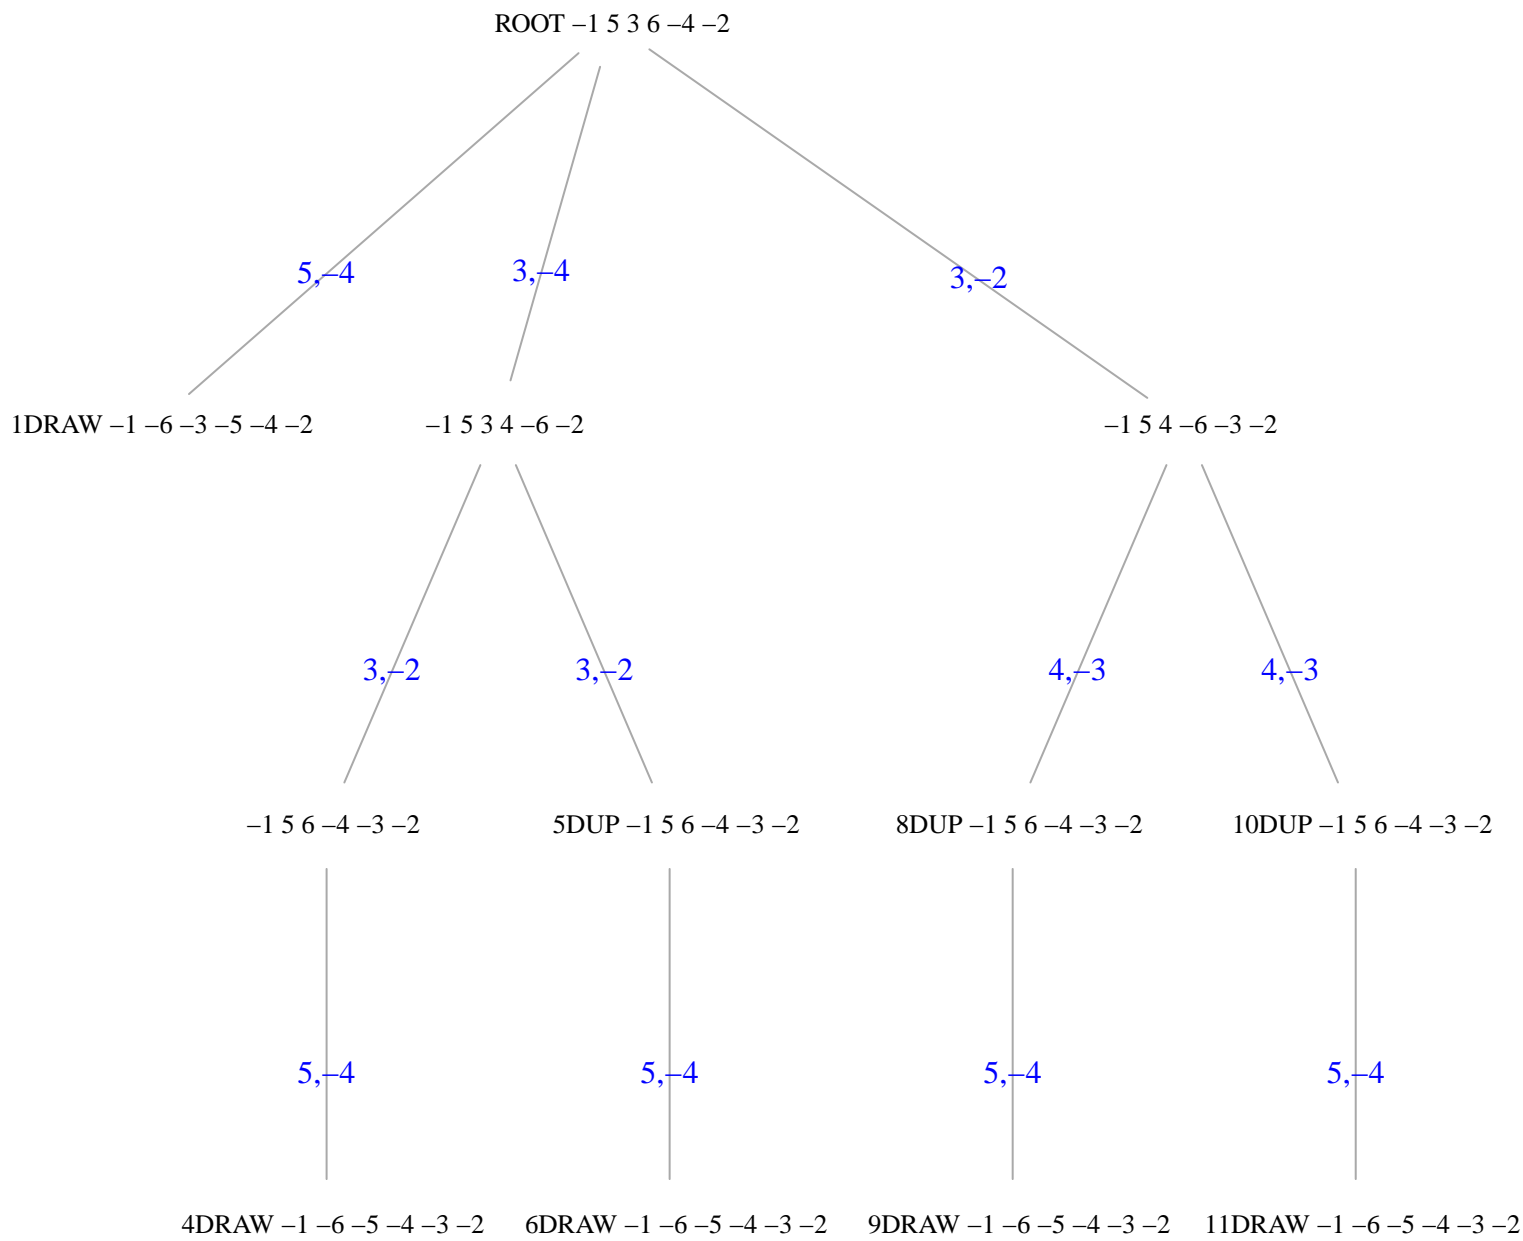 ROOT –1 5 3 6 –4 –2
5,–4
3,–4
3,–2
1DRAW –1 –6 –3 –5 –4 –2
–1 5 3 4 –6 –2
–1 5 4 –6 –3 –2
3,–2
3,–2
4,–3
4,–3
–1 5 6 –4 –3 –2
5DUP –1 5 6 –4 –3 –2
8DUP –1 5 6 –4 –3 –2
10DUP –1 5 6 –4 –3 –2
5,–4
5,–4
5,–4
5,–4
4DRAW –1 –6 –5 –4 –3 –2
6DRAW –1 –6 –5 –4 –3 –2
9DRAW –1 –6 –5 –4 –3 –2
11DRAW –1 –6 –5 –4 –3 –2